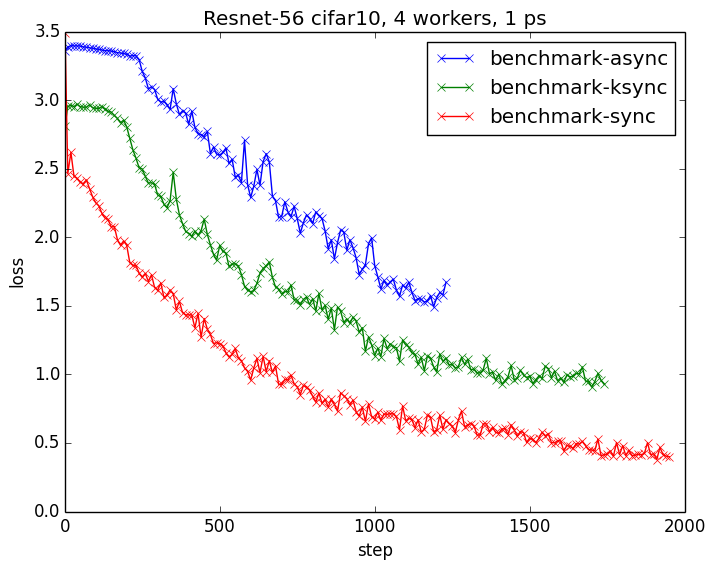 Resnet-56 cifar10, 4 workers, 1 ps
3.5
3.0
2.5
2.0
1.5
1.0
0.5
0.0
loss
benchmark-async
benchmark-ksync
benchmark-sync
0 500 1000 1500 2000
step